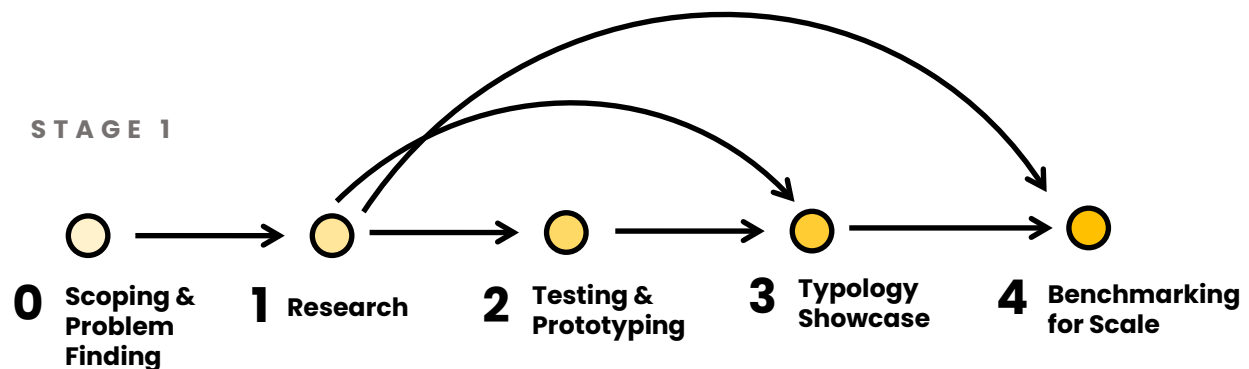 STAGE 1
0 Scoping &
Problem
Finding
1 Research
2 Testing &
Prototyping
3 Typology
Showcase
4 Benchmarking
for Scale